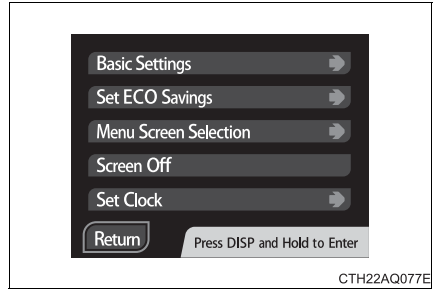 Basic Settings
Set ECO Savings
Menu Screen Selection
Screen Off
Set Clock
Return
Press DISP and Hold to Enter
CTH22AQ077E